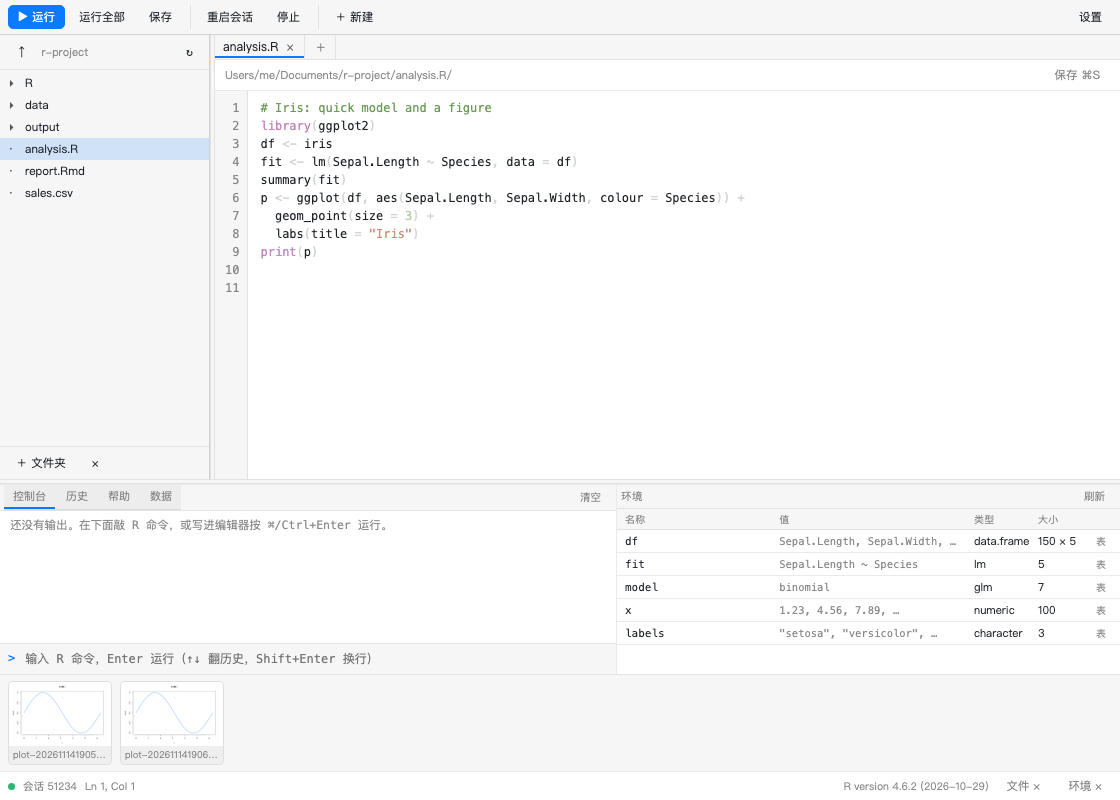 ▶ 运行 运行全部 保存 重启会话 停止 + 新建 设置
↑ r-project ↻
R
data
output
analysis.R
report.Rmd
sales.csv
+ 文件夹 ×
analysis.R × +
Users/me/Documents/r-project/analysis.R/ 保存 ⌘S
1 # Iris: quick model and a figure
2 library(ggplot2)
3 df <- iris
4 fit <- lm(Sepal.Length ~ Species, data = df)
5 summary(fit)
6 p <- ggplot(df, aes(Sepal.Length, Sepal.Width, colour = Species)) +
7 geom_point(size = 3) +
8 labs(title = "Iris")
9 print(p)
10
11
控制台 历史 帮助 数据 清空
还没有输出。在下面敲 R 命令，或写进编辑器按 ⌘/Ctrl+Enter 运行。
> 输入 R 命令，Enter 运行（↑↓ 翻历史，Shift+Enter 换行）
环境 刷新
名称 值 类型 大小
df Sepal.Length, Sepal.Width, … data.frame 150 × 5 表
fit Sepal.Length ~ Species lm 5 表
model binomial glm 7 表
x 1.23, 4.56, 7.89, … numeric 100 表
labels "setosa", "versicolor", … character 3 表
plot-202611141905... plot-202611141906...
会话 51234 Ln 1, Col 1 R version 4.6.2 (2026-10-29) 文件 × 环境 ×